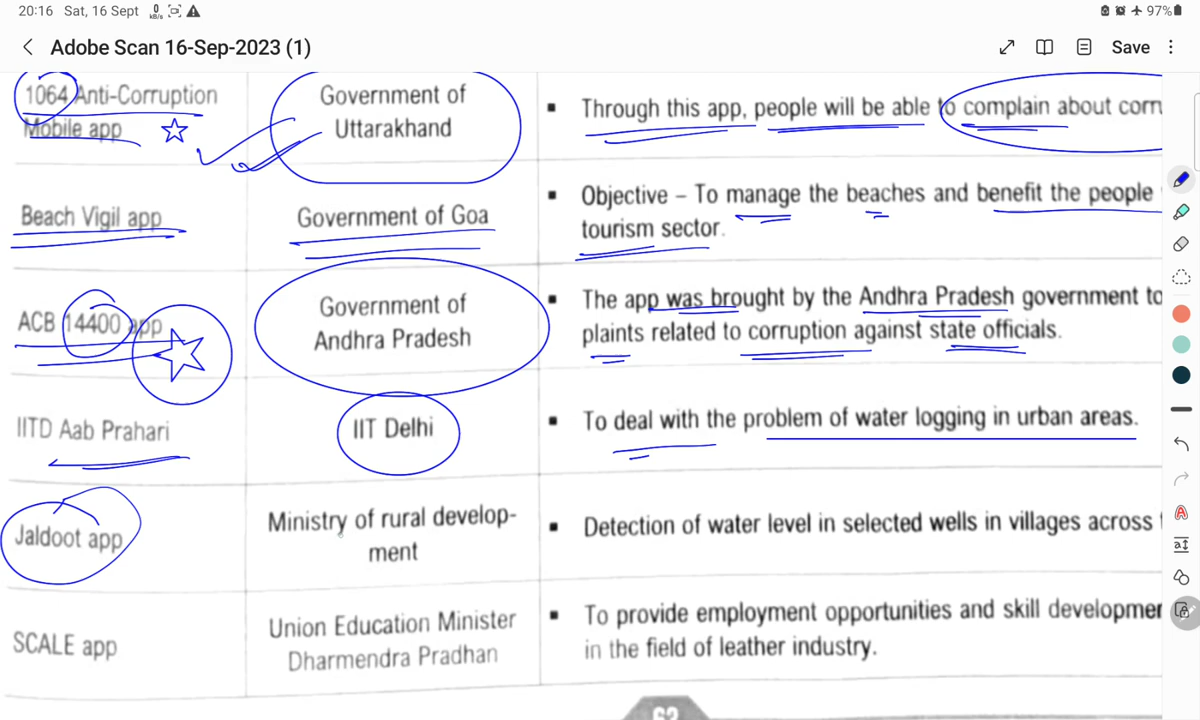 20:16 Sat, 16 Sept 0 kB/s 97%
Adobe Scan 16-Sep-2023 (1) Save
1064 Anti-Corruption
Mobile app
Government of
Uttarakhand
▪ Through this app, people will be able to complain about corru
Beach Vigil app
Government of Goa
▪ Objective – To manage the beaches and benefit the people
tourism sector.
ACB 14400 app
Government of
Andhra Pradesh
▪ The app was brought by the Andhra Pradesh government to
plaints related to corruption against state officials.
IITD Aab Prahari
IIT Delhi
▪ To deal with the problem of water logging in urban areas.
Jaldoot app
Ministry of rural develop-
ment
▪ Detection of water level in selected wells in villages across
SCALE app
Union Education Minister
Dharmendra Pradhan
▪ To provide employment opportunities and skill developmen
in the field of leather industry.
62